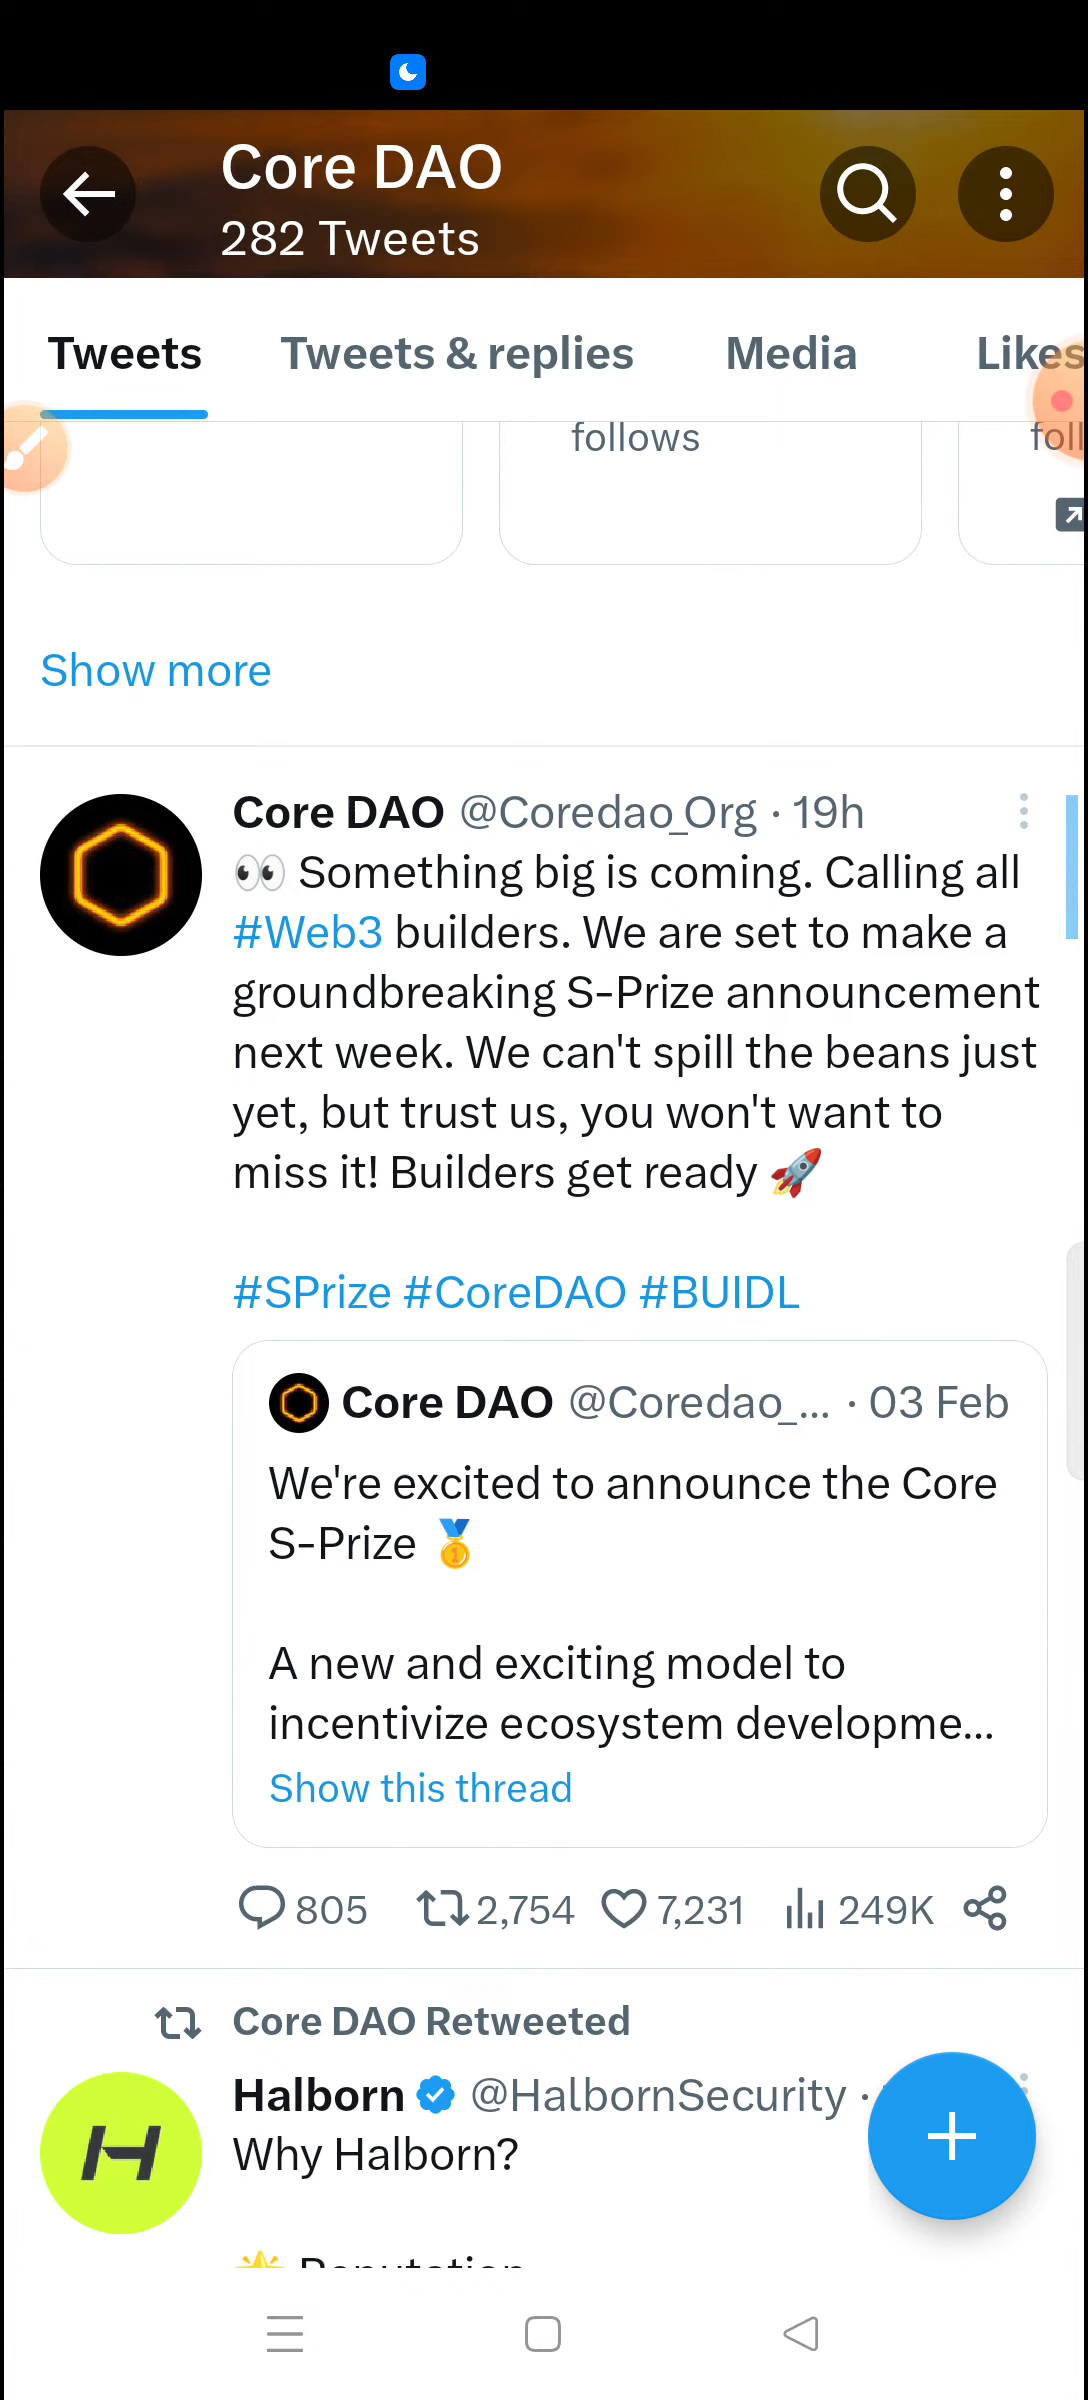 Core DAO
282 Tweets
Tweets Tweets & replies Media Likes
follows
Show more
Core DAO @Coredao_Org · 19h
👀 Something big is coming. Calling all
#Web3 builders. We are set to make a
groundbreaking S-Prize announcement
next week. We can't spill the beans just
yet, but trust us, you won't want to
miss it! Builders get ready 🚀
#SPrize #CoreDAO #BUIDL
Core DAO @Coredao_... · 03 Feb
We're excited to announce the Core
S-Prize 🥇
A new and exciting model to
incentivize ecosystem developme...
Show this thread
805 2,754 7,231 249K
Core DAO Retweeted
Halborn @HalbornSecurity ·
Why Halborn?